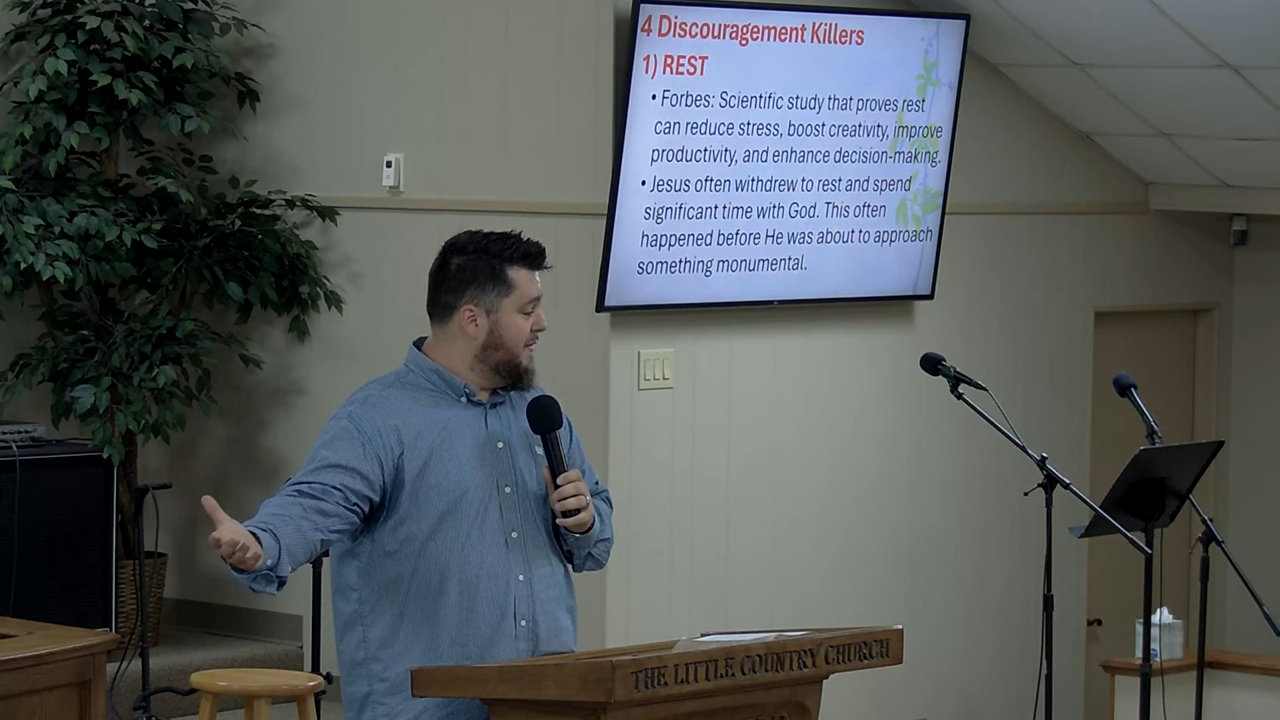 4 Discouragement Killers
1) REST
• Forbes: Scientific study that proves rest
can reduce stress, boost creativity, improve
productivity, and enhance decision-making.
• Jesus often withdrew to rest and spend
significant time with God. This often
happened before He was about to approach
something monumental.
THE LITTLE COUNTRY CHURCH